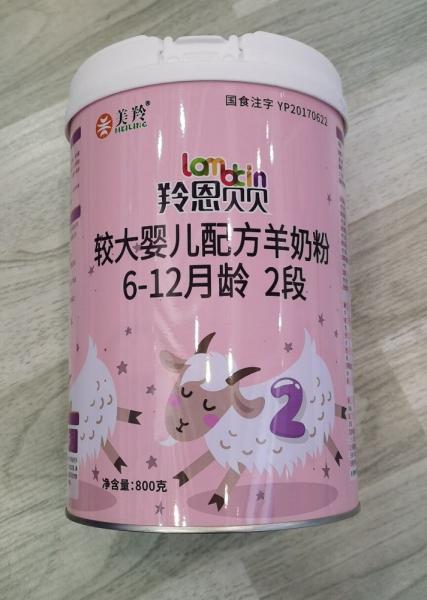 美羚®
MEILING
国食注字 YP20170622
lambkin
羚恩贝贝
较大婴儿配方羊奶粉
6-12月龄 2段
2
净含量:800克